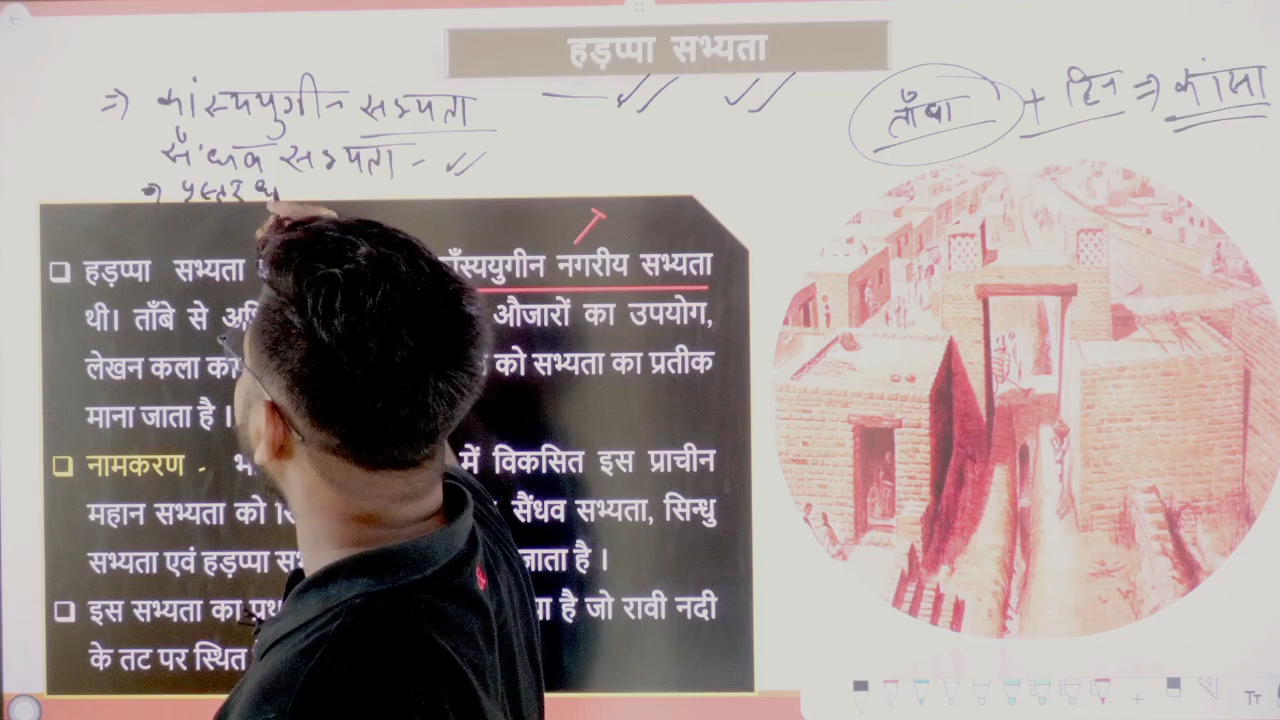 हड़प्पा सभ्यता
=> कांस्ययुगीन सभ्यता
ताँबा + टिन => कांसा
सैंधव सभ्यता -
हड़प्पा सभ्यता काँस्ययुगीन नगरीय सभ्यता
थी। ताँबे से औजारों का उपयोग,
लेखन कला को सभ्यता का प्रतीक
माना जाता है ।
नामकरण - में विकसित इस प्राचीन
महान सभ्यता को सैंधव सभ्यता, सिन्धु
सभ्यता एवं हड़प्पा जाता है ।
इस सभ्यता का है जो रावी नदी
के तट पर स्थित
TT